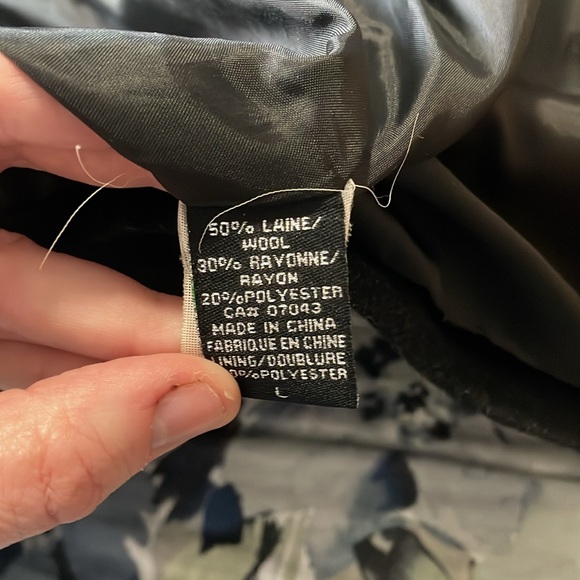 50% LAINE/
WOOL
30% RAYONNE/
RAYON
20%POLYESTER
CA# 07043
MADE IN CHINA
FABRIQUE EN CHINE
LINING/DOUBLURE
POLYESTER
L